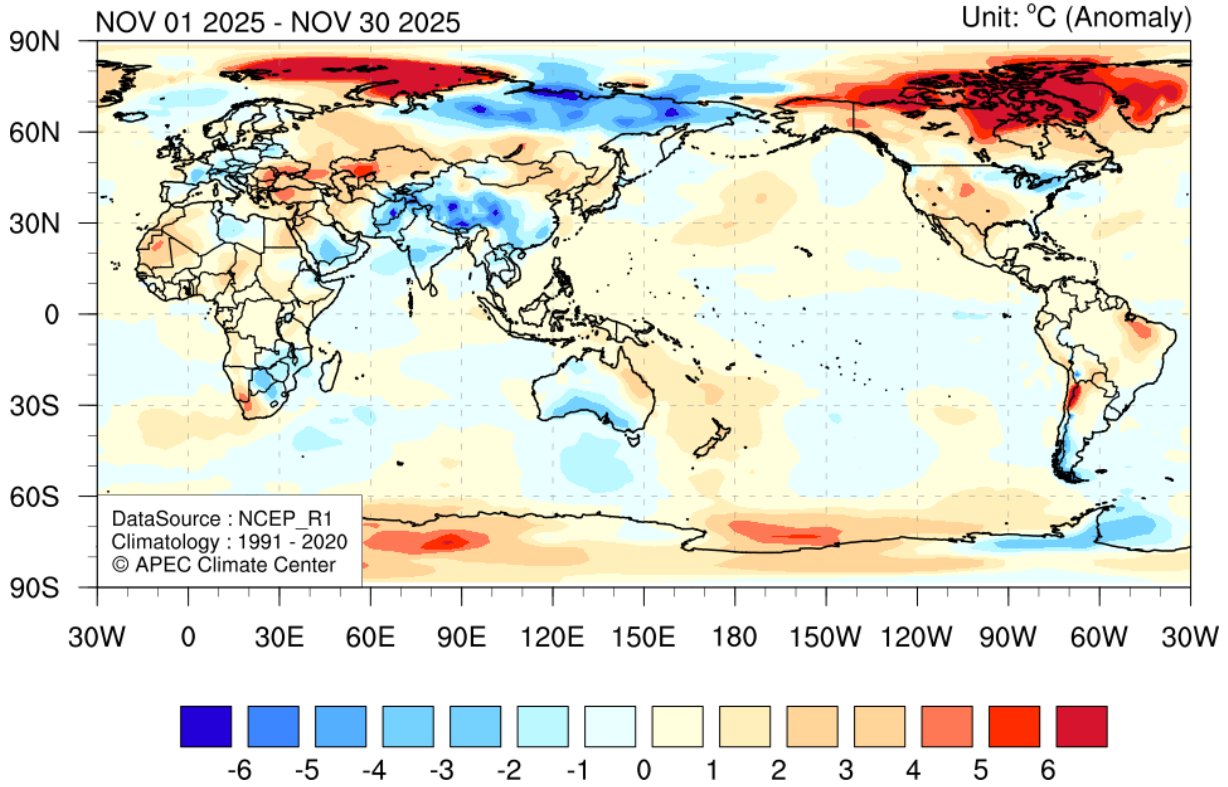 NOV 01 2025 - NOV 30 2025
Unit: °C (Anomaly)
90N
60N
30N
0
30S
60S
90S
DataSource : NCEP_R1
Climatology : 1991 - 2020
© APEC Climate Center
30W 0 30E 60E 90E 120E 150E 180 150W 120W 90W 60W 30W
-6 -5 -4 -3 -2 -1 0 1 2 3 4 5 6